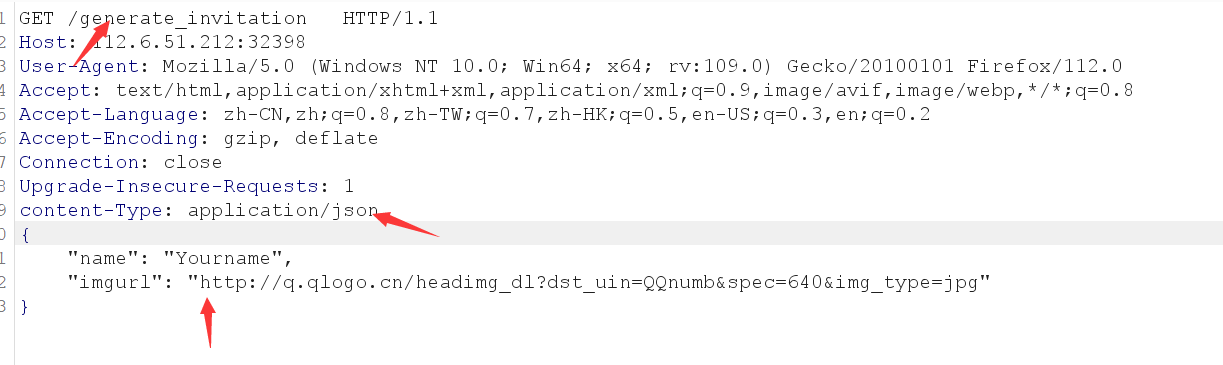 1 GET /generate_invitation   HTTP/1.1
2 Host: 112.6.51.212:32398
3 User-Agent: Mozilla/5.0 (Windows NT 10.0; Win64; x64; rv:109.0) Gecko/20100101 Firefox/112.0
4 Accept: text/html,application/xhtml+xml,application/xml;q=0.9,image/avif,image/webp,*/*;q=0.8
5 Accept-Language: zh-CN,zh;q=0.8,zh-TW;q=0.7,zh-HK;q=0.5,en-US;q=0.3,en;q=0.2
6 Accept-Encoding: gzip, deflate
7 Connection: close
8 Upgrade-Insecure-Requests: 1
9 content-Type: application/json
0 {
1     "name": "Yourname",
2     "imgurl": "http://q.qlogo.cn/headimg_dl?dst_uin=QQnumb&spec=640&img_type=jpg"
3 }